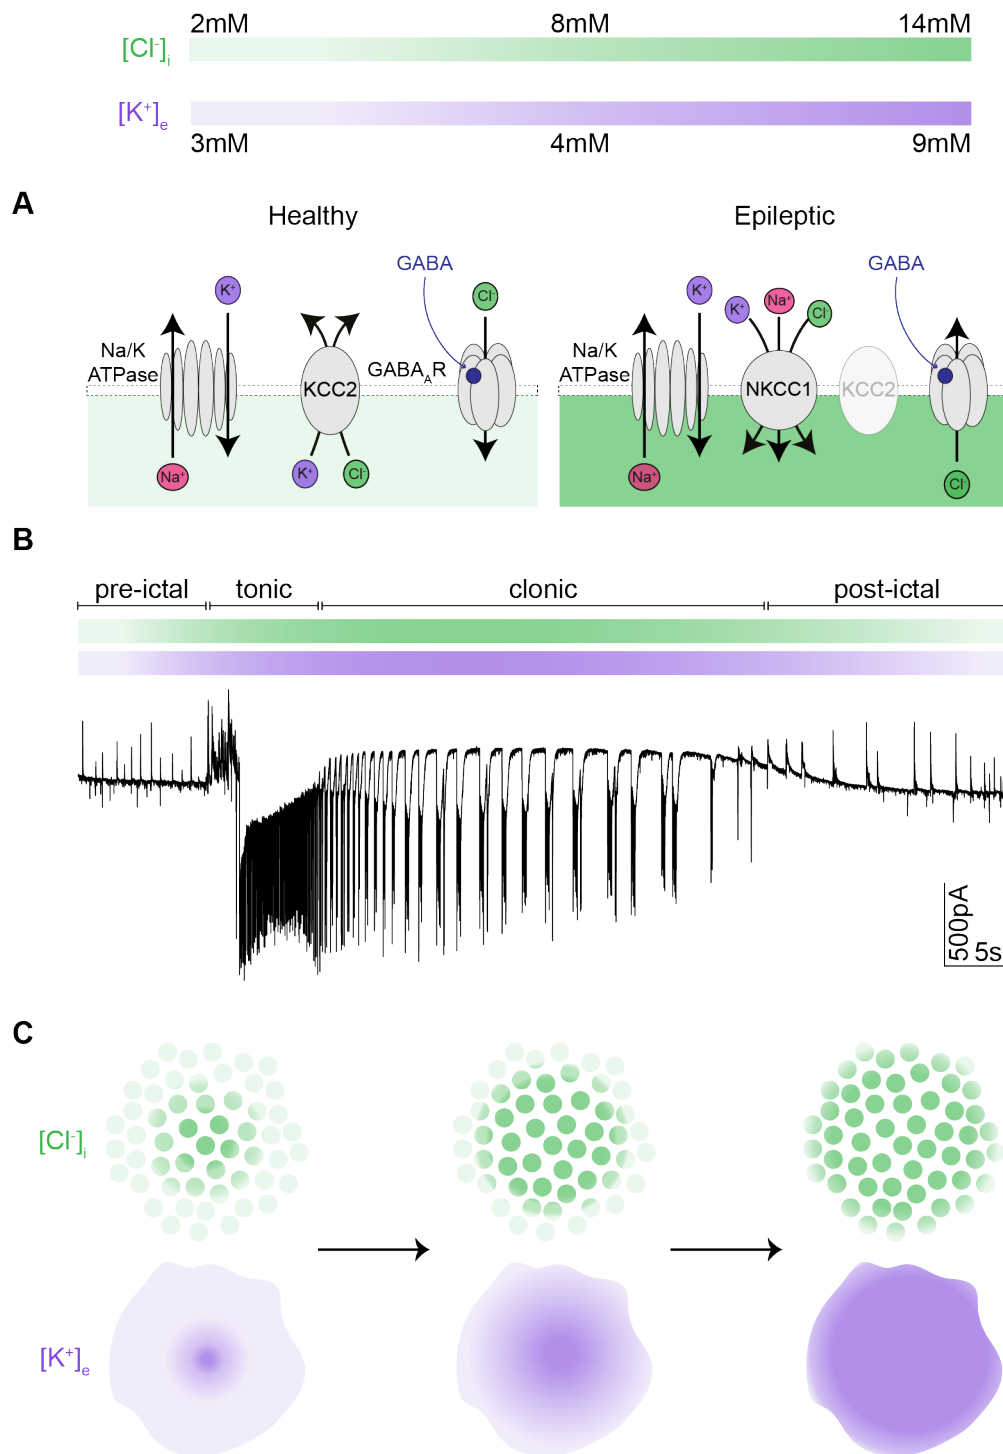 2mM 8mM 14mM
[Cl⁻]ᵢ
[K⁺]ₑ
3mM 4mM 9mM
A
Healthy Epileptic
GABA GABA
K⁺ Cl⁻ K⁺ K⁺ Na⁺ Cl⁻
Na/K
ATPase
KCC2
GABA_AR
Na/K
ATPase
NKCC1
KCC2
Na⁺ K⁺ Cl⁻ Na⁺ Cl⁻
B
pre-ictal tonic clonic post-ictal
500pA
5s
C
[Cl⁻]ᵢ
[K⁺]ₑ